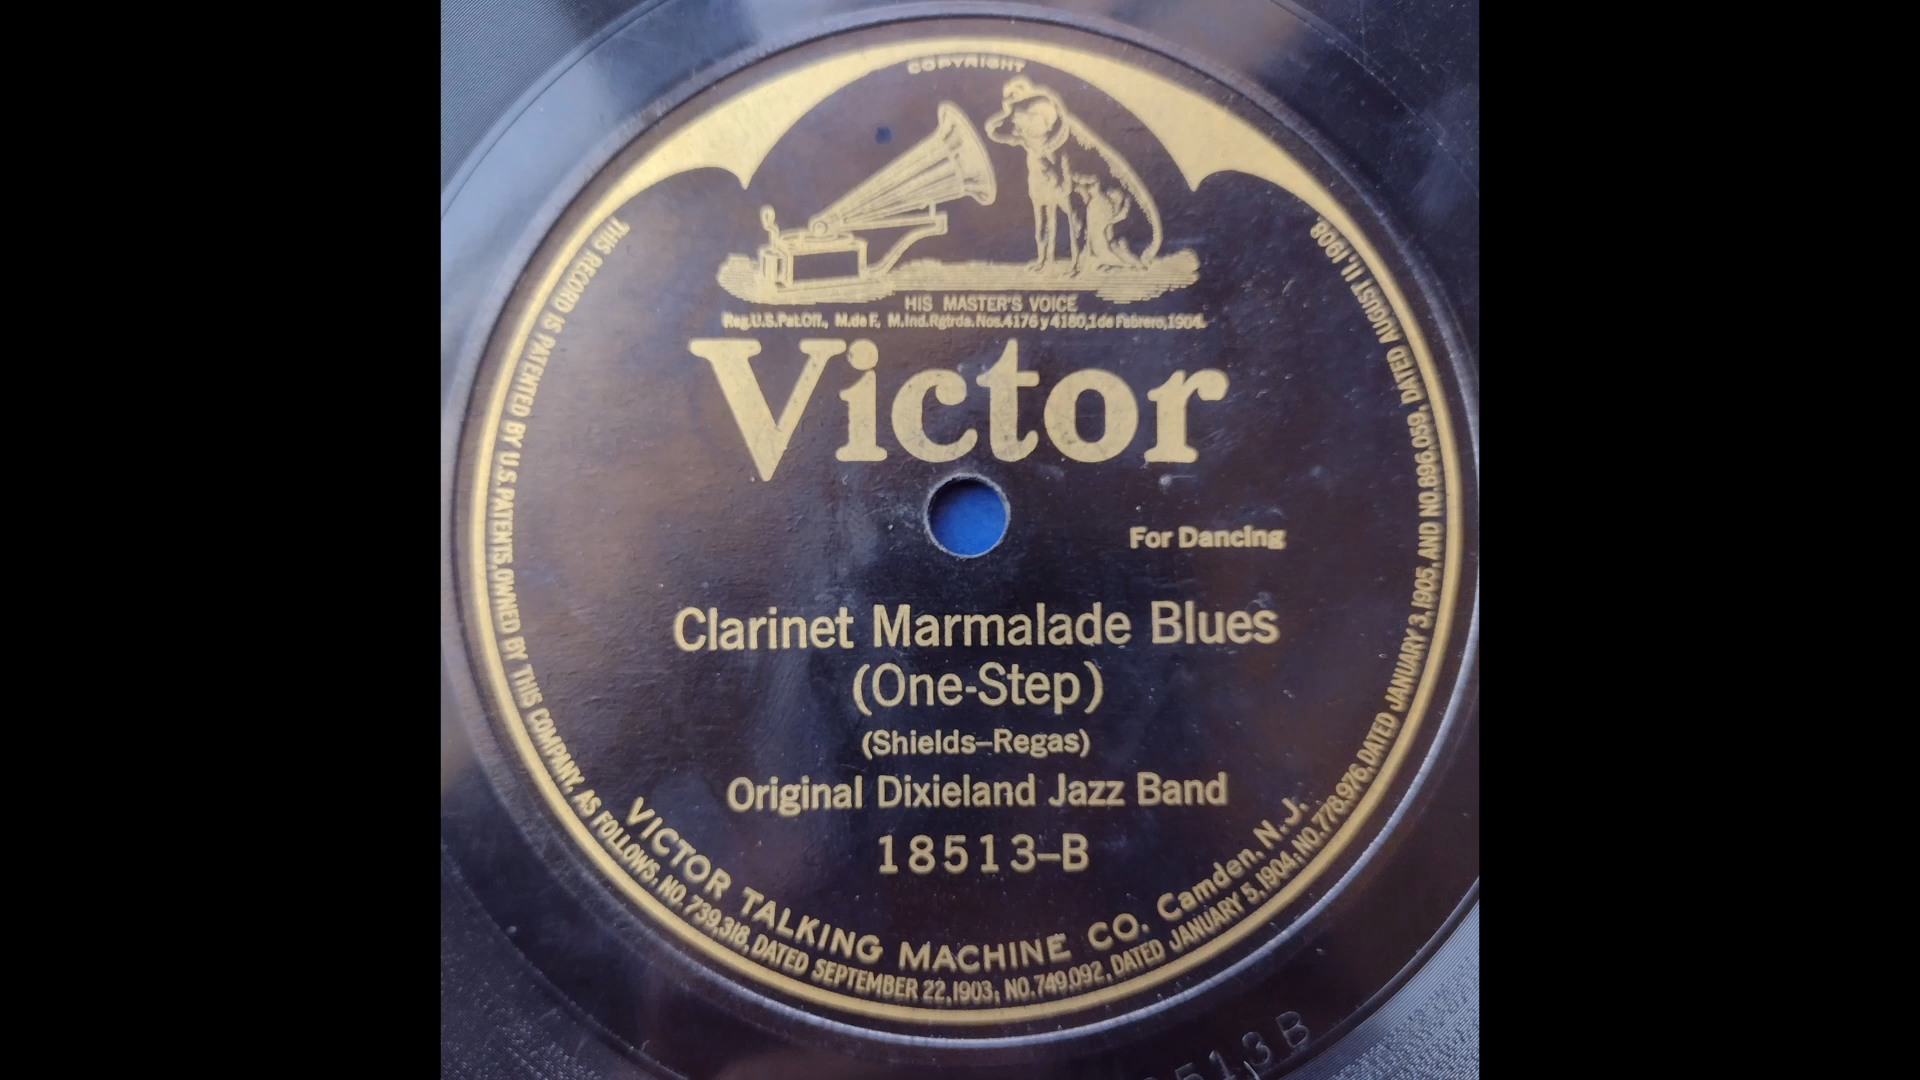 COPYRIGHT
HIS MASTER'S VOICE
Reg.U.S.Pat.Off., M.de F., M.Ind.Rgtrda.Nos.4176 y 4180,1 de Febrero,1904.
Victor
For Dancing
Clarinet Marmalade Blues
(One-Step)
(Shields–Regas)
Original Dixieland Jazz Band
18513–B
VICTOR TALKING MACHINE CO. Camden, N.J.
THIS RECORD IS PATENTED BY U.S. PATENTS, OWNED BY THIS COMPANY, AS FOLLOWS, NO. 739,318, DATED SEPTEMBER 22,1903; NO.749,092, DATED JANUARY 5,1904; NO.778,976, DATED JANUARY 3,1905, AND NO.896,059, DATED AUGUST 11, 1908.
513 B